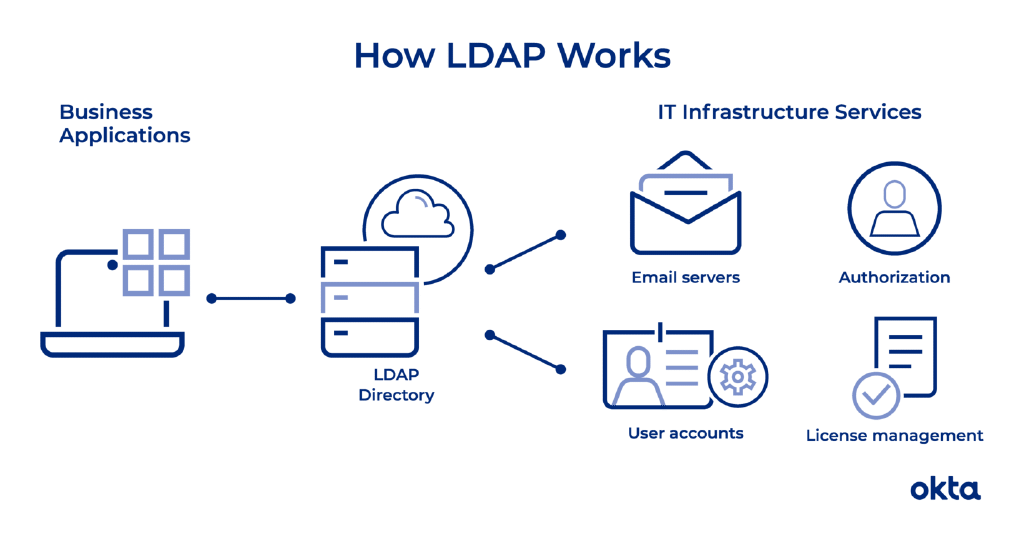 How LDAP Works
Business
Applications
IT Infrastructure Services
LDAP
Directory
Email servers
Authorization
User accounts
License management
okta